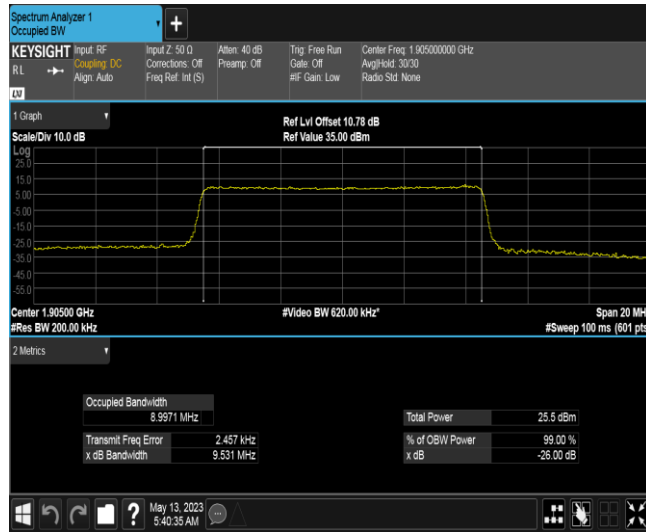 Spectrum Analyzer 1
Occupied BW
+
KEYSIGHT
RL
LXI
Input: RF
Coupling: DC
Align: Auto
Input Z: 50 Ω
Corrections: Off
Freq Ref: Int (S)
Atten: 40 dB
Preamp: Off
Trig: Free Run
Gate: Off
#IF Gain: Low
Center Freq: 1.905000000 GHz
Avg|Hold: 30/30
Radio Std: None
1 Graph
Scale/Div 10.0 dB
Ref Lvl Offset 10.78 dB
Ref Value 35.00 dBm
Log
25.0
15.0
5.00
-5.00
-15.0
-25.0
-35.0
-45.0
-55.0
Center 1.90500 GHz
#Res BW 200.00 kHz
#Video BW 620.00 kHz*
Span 20 MH
#Sweep 100 ms (601 pts
2 Metrics
Occupied Bandwidth
8.9971 MHz
Transmit Freq Error 2.457 kHz
x dB Bandwidth 9.531 MHz
Total Power 25.5 dBm
% of OBW Power 99.00 %
x dB -26.00 dB
?
May 13, 2023
5:40:35 AM